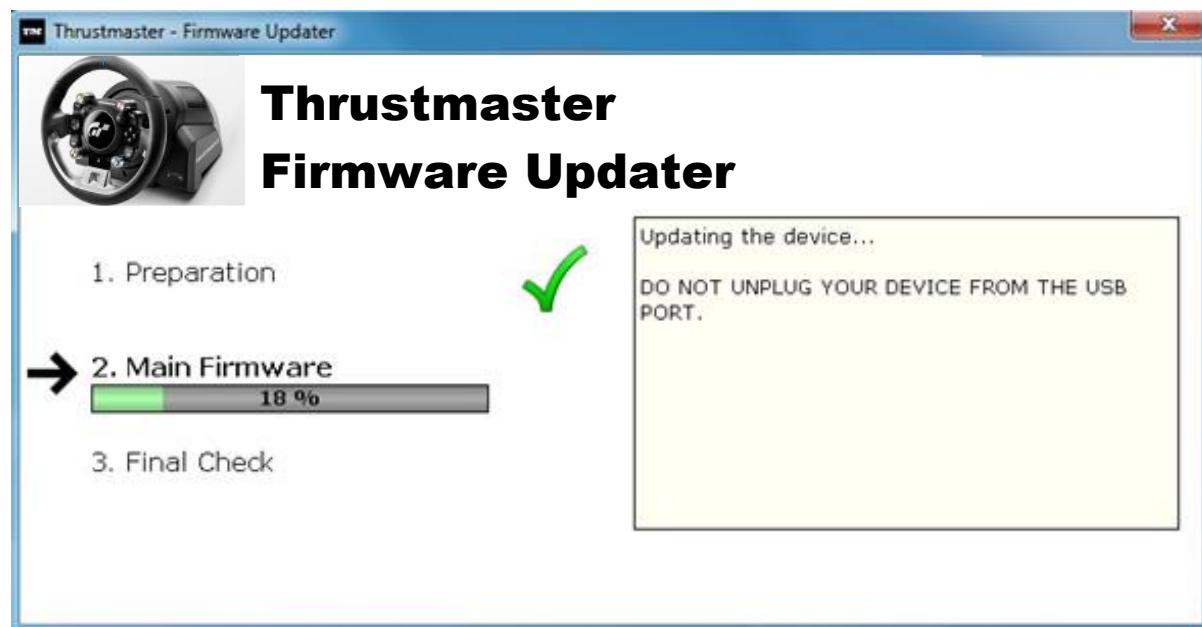 Thrustmaster - Firmware Updater
Thrustmaster
Firmware Updater
1. Preparation
2. Main Firmware
18 %
3. Final Check
Updating the device...
DO NOT UNPLUG YOUR DEVICE FROM THE USB
PORT.